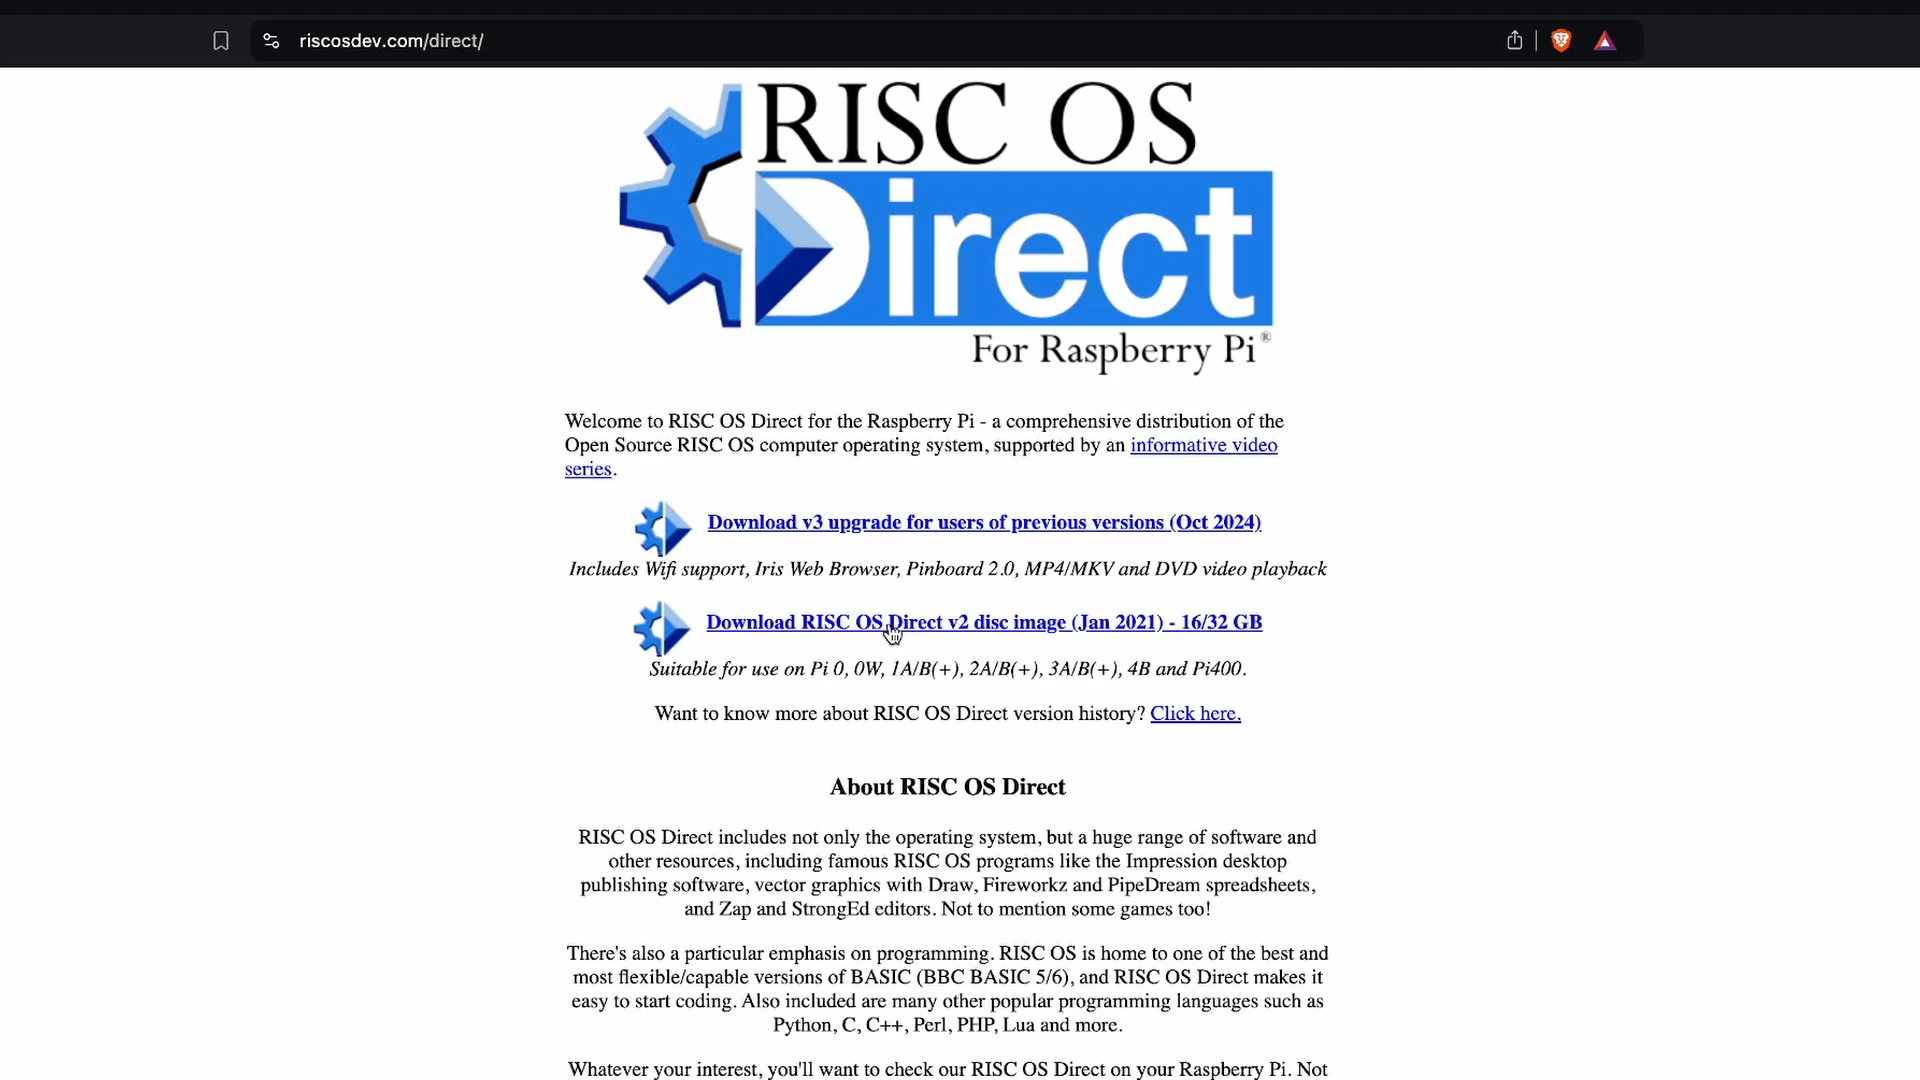 riscosdev.com/direct/
RISC OS
Direct
For Raspberry Pi®
Welcome to RISC OS Direct for the Raspberry Pi - a comprehensive distribution of the
Open Source RISC OS computer operating system, supported by an informative video
series.
Download v3 upgrade for users of previous versions (Oct 2024)
Includes Wifi support, Iris Web Browser, Pinboard 2.0, MP4/MKV and DVD video playback
Download RISC OS Direct v2 disc image (Jan 2021) - 16/32 GB
Suitable for use on Pi 0, 0W, 1A/B(+), 2A/B(+), 3A/B(+), 4B and Pi400.
Want to know more about RISC OS Direct version history? Click here.
About RISC OS Direct
RISC OS Direct includes not only the operating system, but a huge range of software and
other resources, including famous RISC OS programs like the Impression desktop
publishing software, vector graphics with Draw, Fireworkz and PipeDream spreadsheets,
and Zap and StrongEd editors. Not to mention some games too!
There's also a particular emphasis on programming. RISC OS is home to one of the best and
most flexible/capable versions of BASIC (BBC BASIC 5/6), and RISC OS Direct makes it
easy to start coding. Also included are many other popular programming languages such as
Python, C, C++, Perl, PHP, Lua and more.
Whatever your interest, you'll want to check our RISC OS Direct on your Raspberry Pi. Not